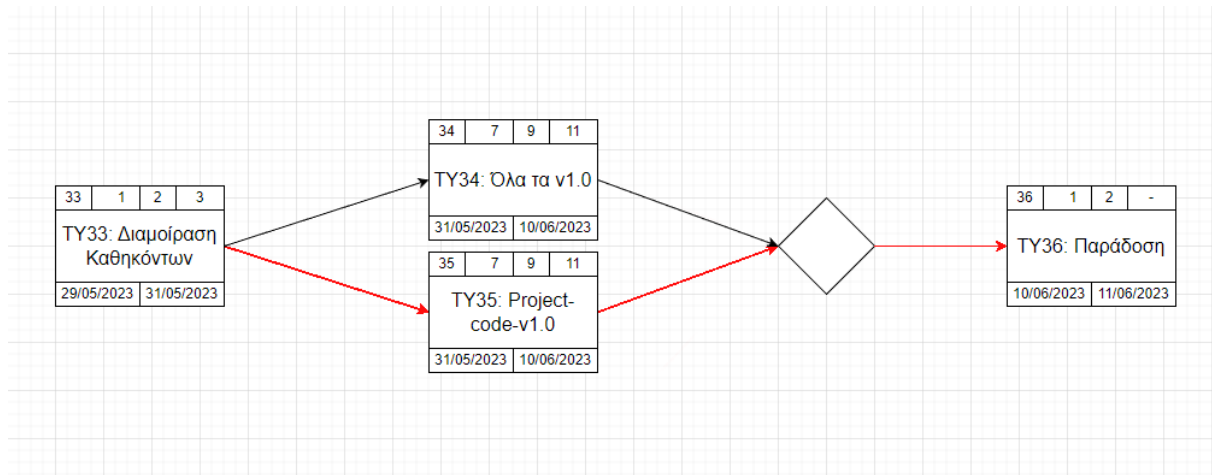 33 1 2 3
ΤΥ33: Διαμοίραση
Καθηκόντων
29/05/2023 31/05/2023
34 7 9 11
ΤΥ34: Όλα τα v1.0
31/05/2023 10/06/2023
35 7 9 11
ΤΥ35: Project-
code-v1.0
31/05/2023 10/06/2023
36 1 2 -
ΤΥ36: Παράδοση
10/06/2023 11/06/2023